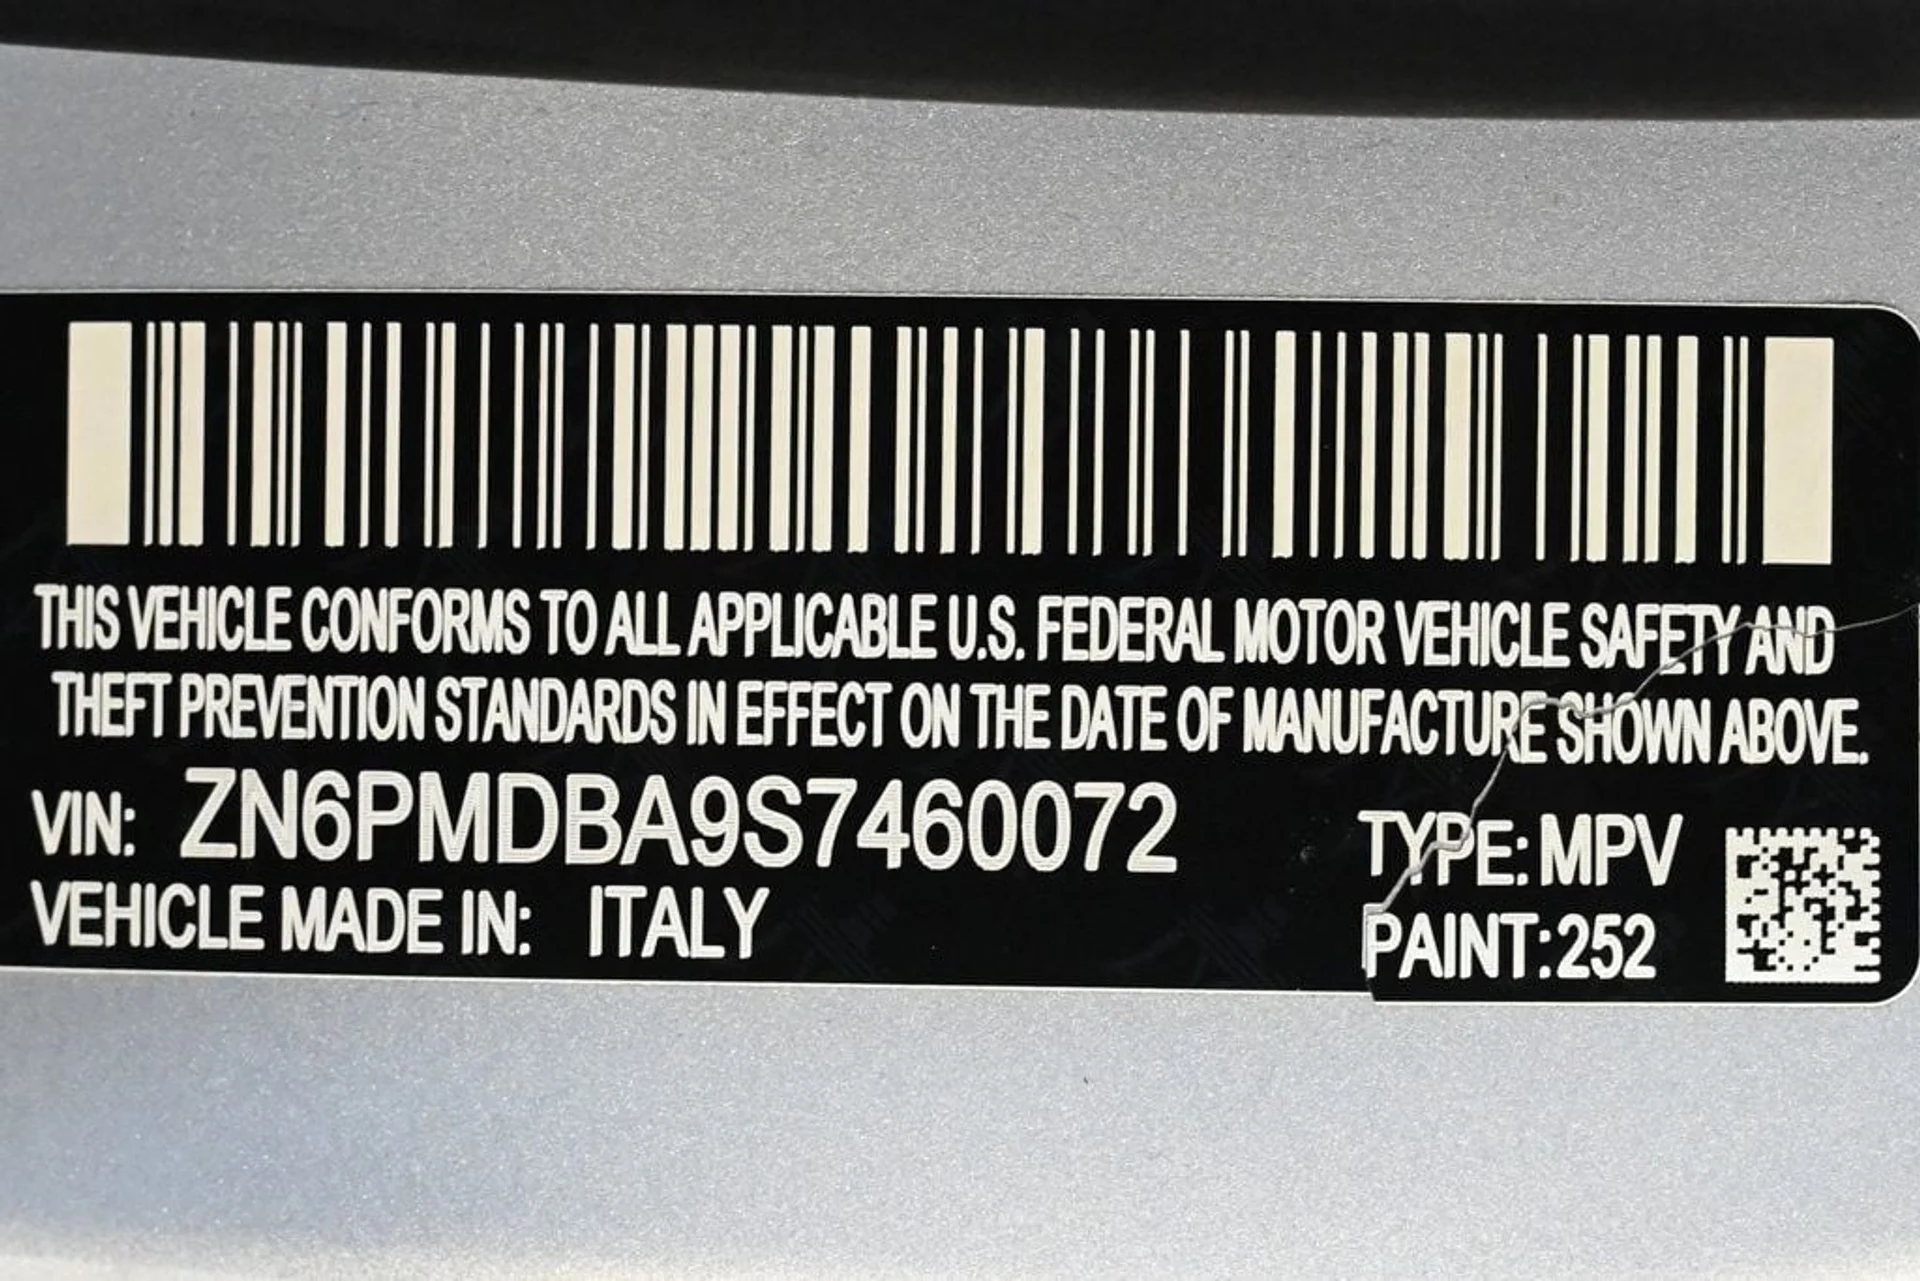 THIS VEHICLE CONFORMS TO ALL APPLICABLE U.S. FEDERAL MOTOR VEHICLE SAFETY AND
THEFT PREVENTION STANDARDS IN EFFECT ON THE DATE OF MANUFACTURE SHOWN ABOVE.
VIN: ZN6PMDBA9S7460072 TYPE: MPV
VEHICLE MADE IN: ITALY PAINT:252